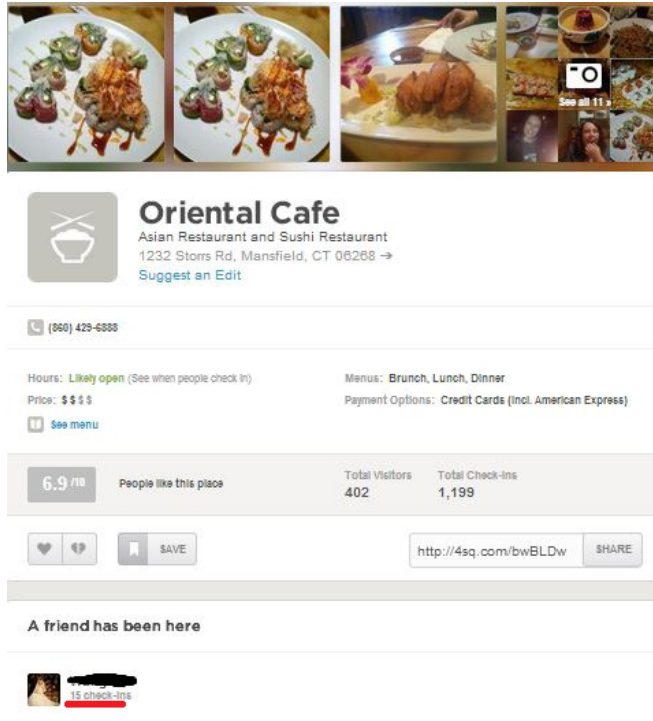 See all 11 »
Oriental Cafe
Asian Restaurant and Sushi Restaurant
1232 Storrs Rd, Mansfield, CT 06268 →
Suggest an Edit
(860) 429-6888
Hours: Likely open (See when people check in)
Menus: Brunch, Lunch, Dinner
Price: $$$$
Payment Options: Credit Cards (incl. American Express)
See menu
6.9 /10
People like this place
Total Visitors
402
Total Check-ins
1,199
SAVE
http://4sq.com/bwBLDw
SHARE
A friend has been here
15 check-ins